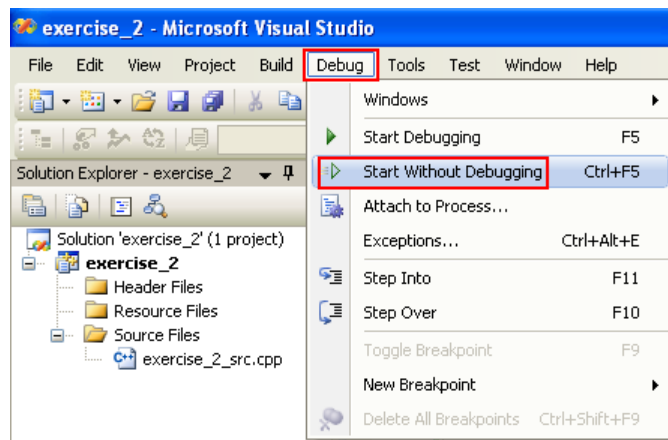 exercise_2 - Microsoft Visual Studio
File Edit View Project Build Debug Tools Test Window Help
Solution Explorer - exercise_2
Solution 'exercise_2' (1 project)
exercise_2
Header Files
Resource Files
Source Files
exercise_2_src.cpp
Windows
Start Debugging F5
Start Without Debugging Ctrl+F5
Attach to Process...
Exceptions... Ctrl+Alt+E
Step Into F11
Step Over F10
Toggle Breakpoint F9
New Breakpoint
Delete All Breakpoints Ctrl+Shift+F9